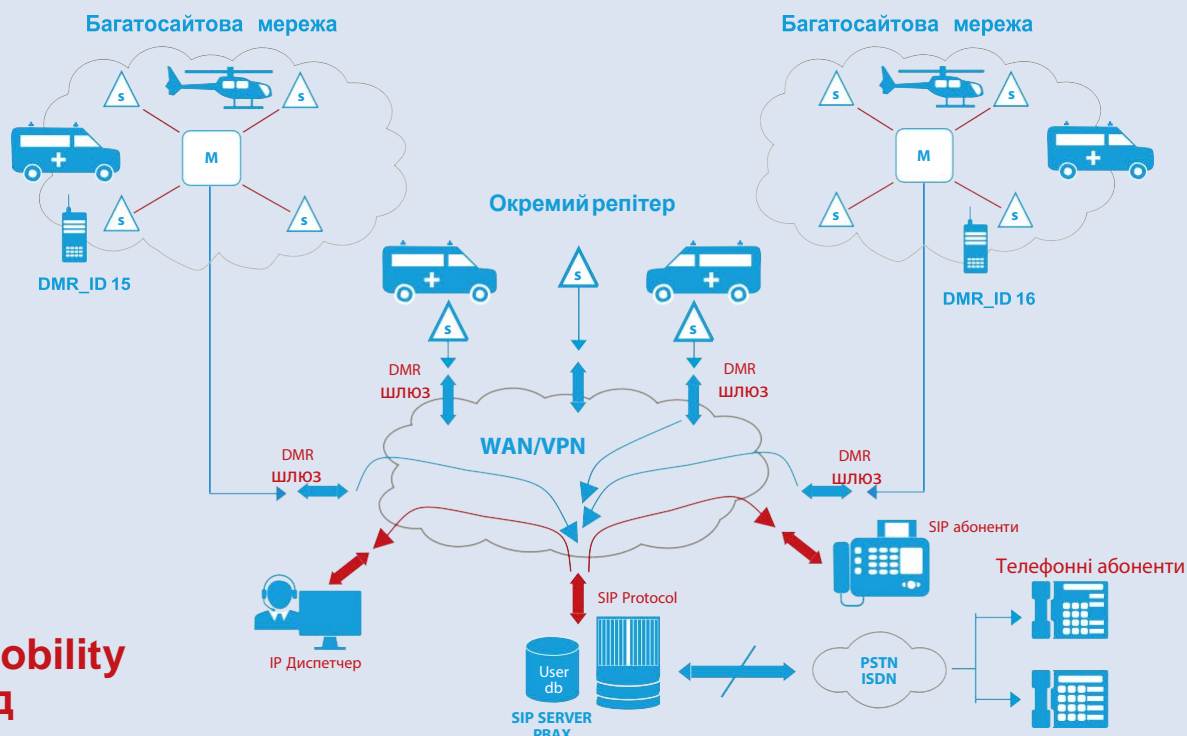 Багатосайтова мережа
Багатосайтова мережа
s
s
s
s
M
M
s
s
s
s
Окремий репітер
s
DMR_ID 15
DMR_ID 16
s
s
DMR
ШЛЮЗ
DMR
ШЛЮЗ
WAN/VPN
DMR
ШЛЮЗ
DMR
ШЛЮЗ
SIP абоненти
Телефонні абоненти
SIP Protocol
IP Диспетчер
obility
User
db
PSTN
ISDN
SIP SERVER
PBAX